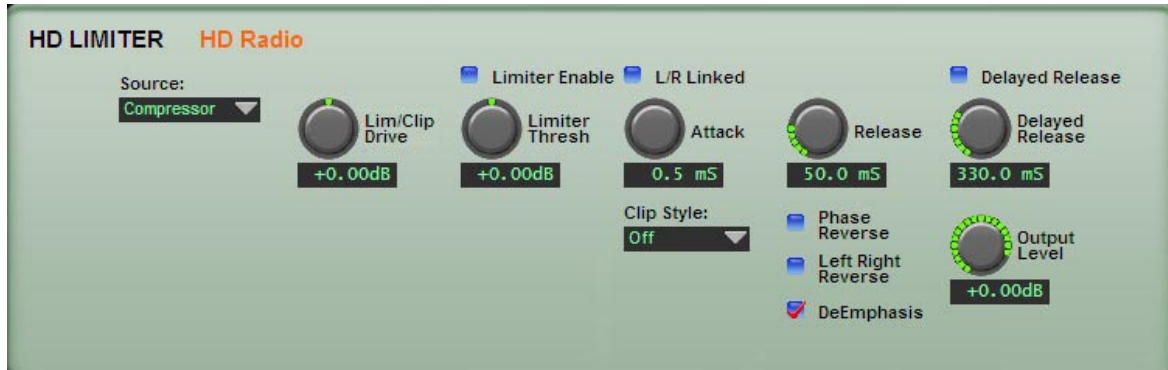 HD LIMITER HD Radio
Source:
Compressor
Limiter Enable
L/R Linked
Delayed Release
Lim/Clip
Drive
+0.00dB
Limiter
Thresh
+0.00dB
Attack
0.5 mS
Release
50.0 mS
Delayed
Release
330.0 mS
Clip Style:
Off
Phase
Reverse
Left Right
Reverse
DeEmphasis
Output
Level
+0.00dB